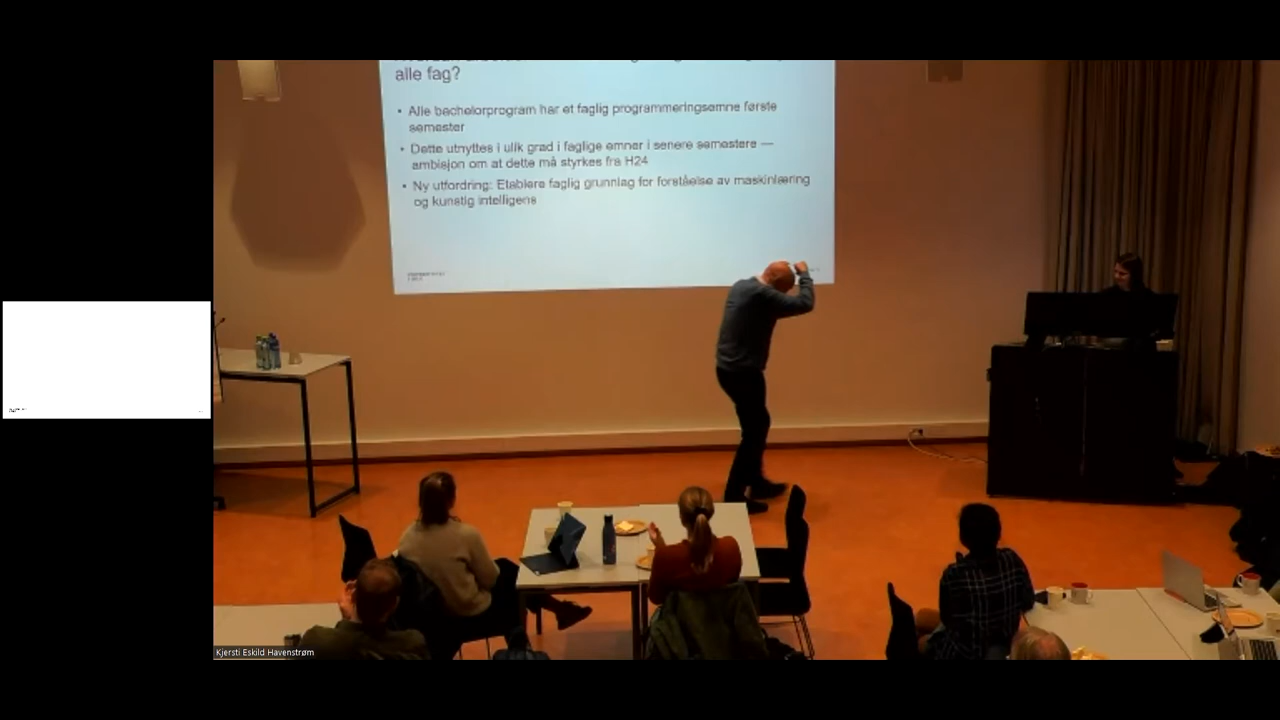 alle fag?
• Alle bachelorprogram har et faglig programmeringsemne første
semester
• Dette utnyttes i ulik grad i faglige emner i senere semestere —
ambisjon om at dette må styrkes fra H24
• Ny utfordring: Etablere faglig grunnlag for forståelse av maskinlæring
og kunstig intelligens
Kjersti Eskild Havenstrøm